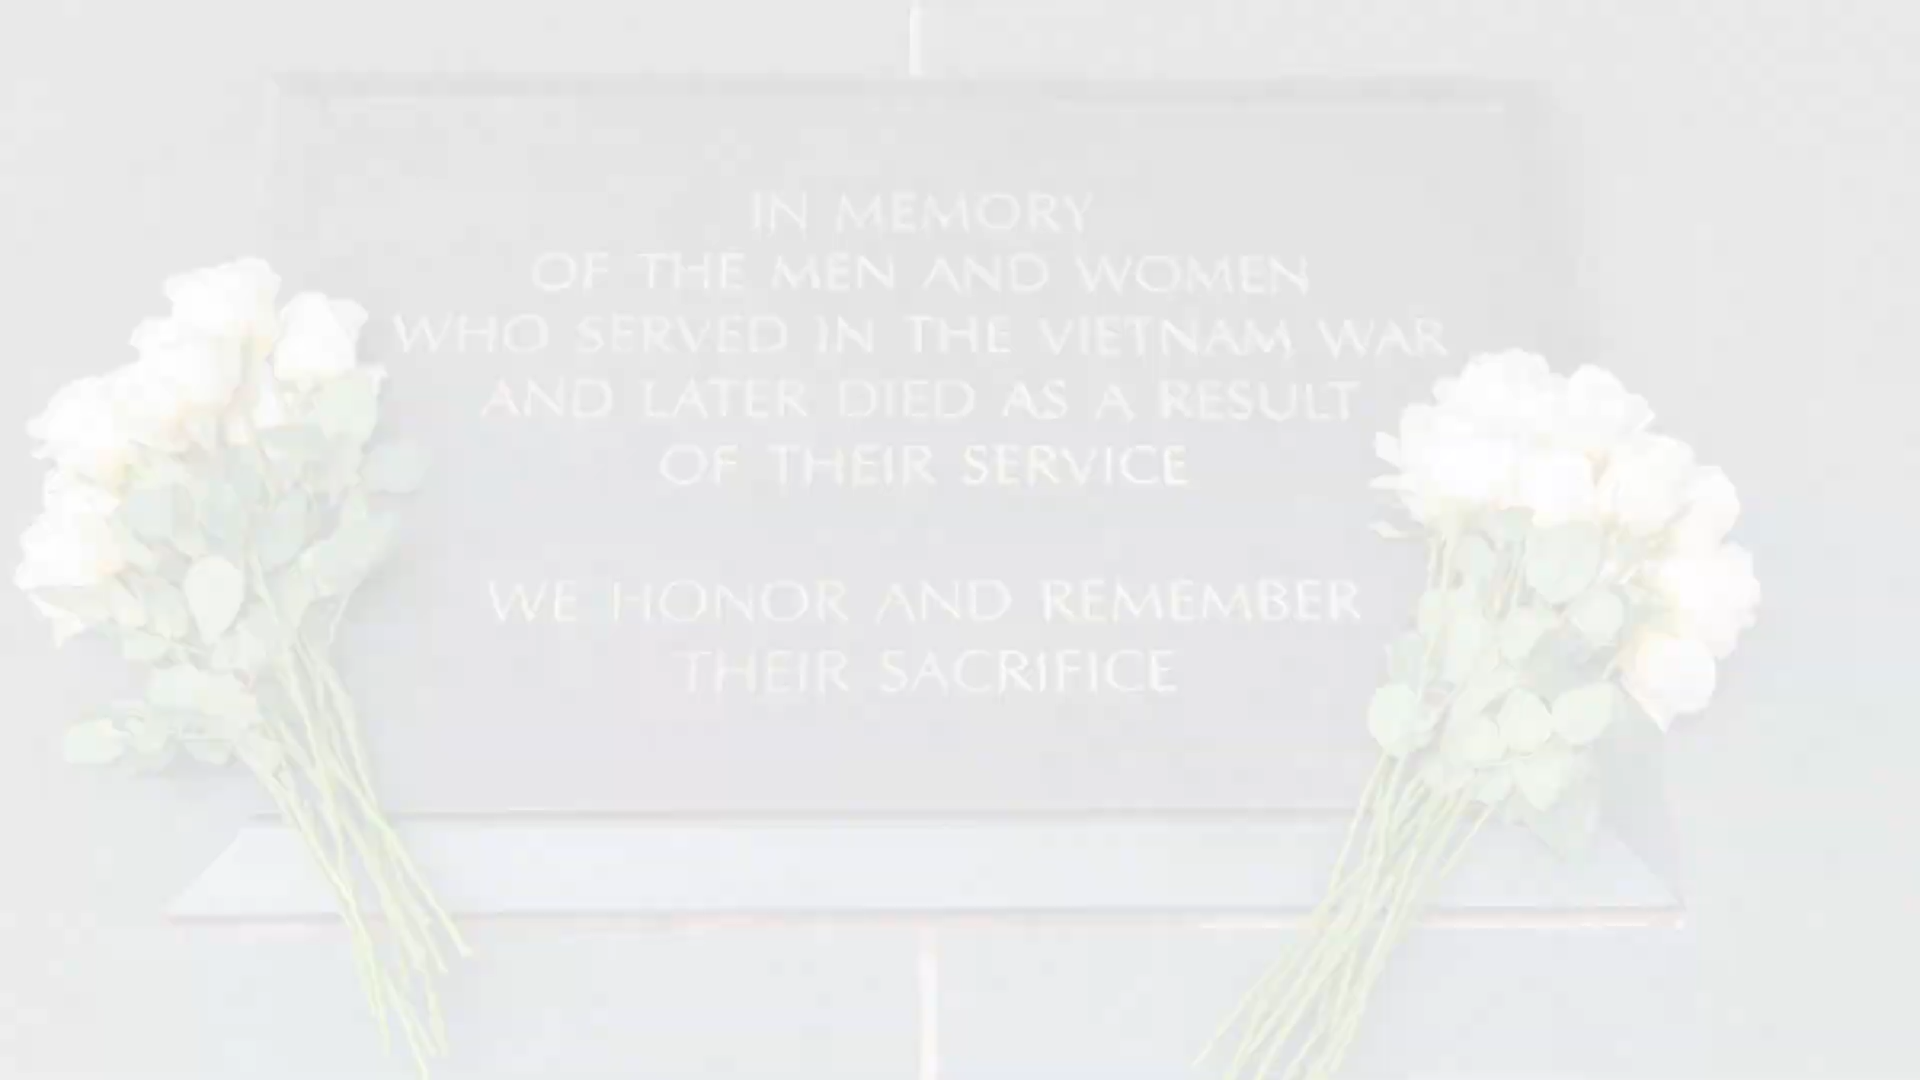 IN MEMORY
OF THE MEN AND WOMEN
WHO SERVED IN THE VIETNAM WAR
AND LATER DIED AS A RESULT
OF THEIR SERVICE
WE HONOR AND REMEMBER
THEIR SACRIFICE